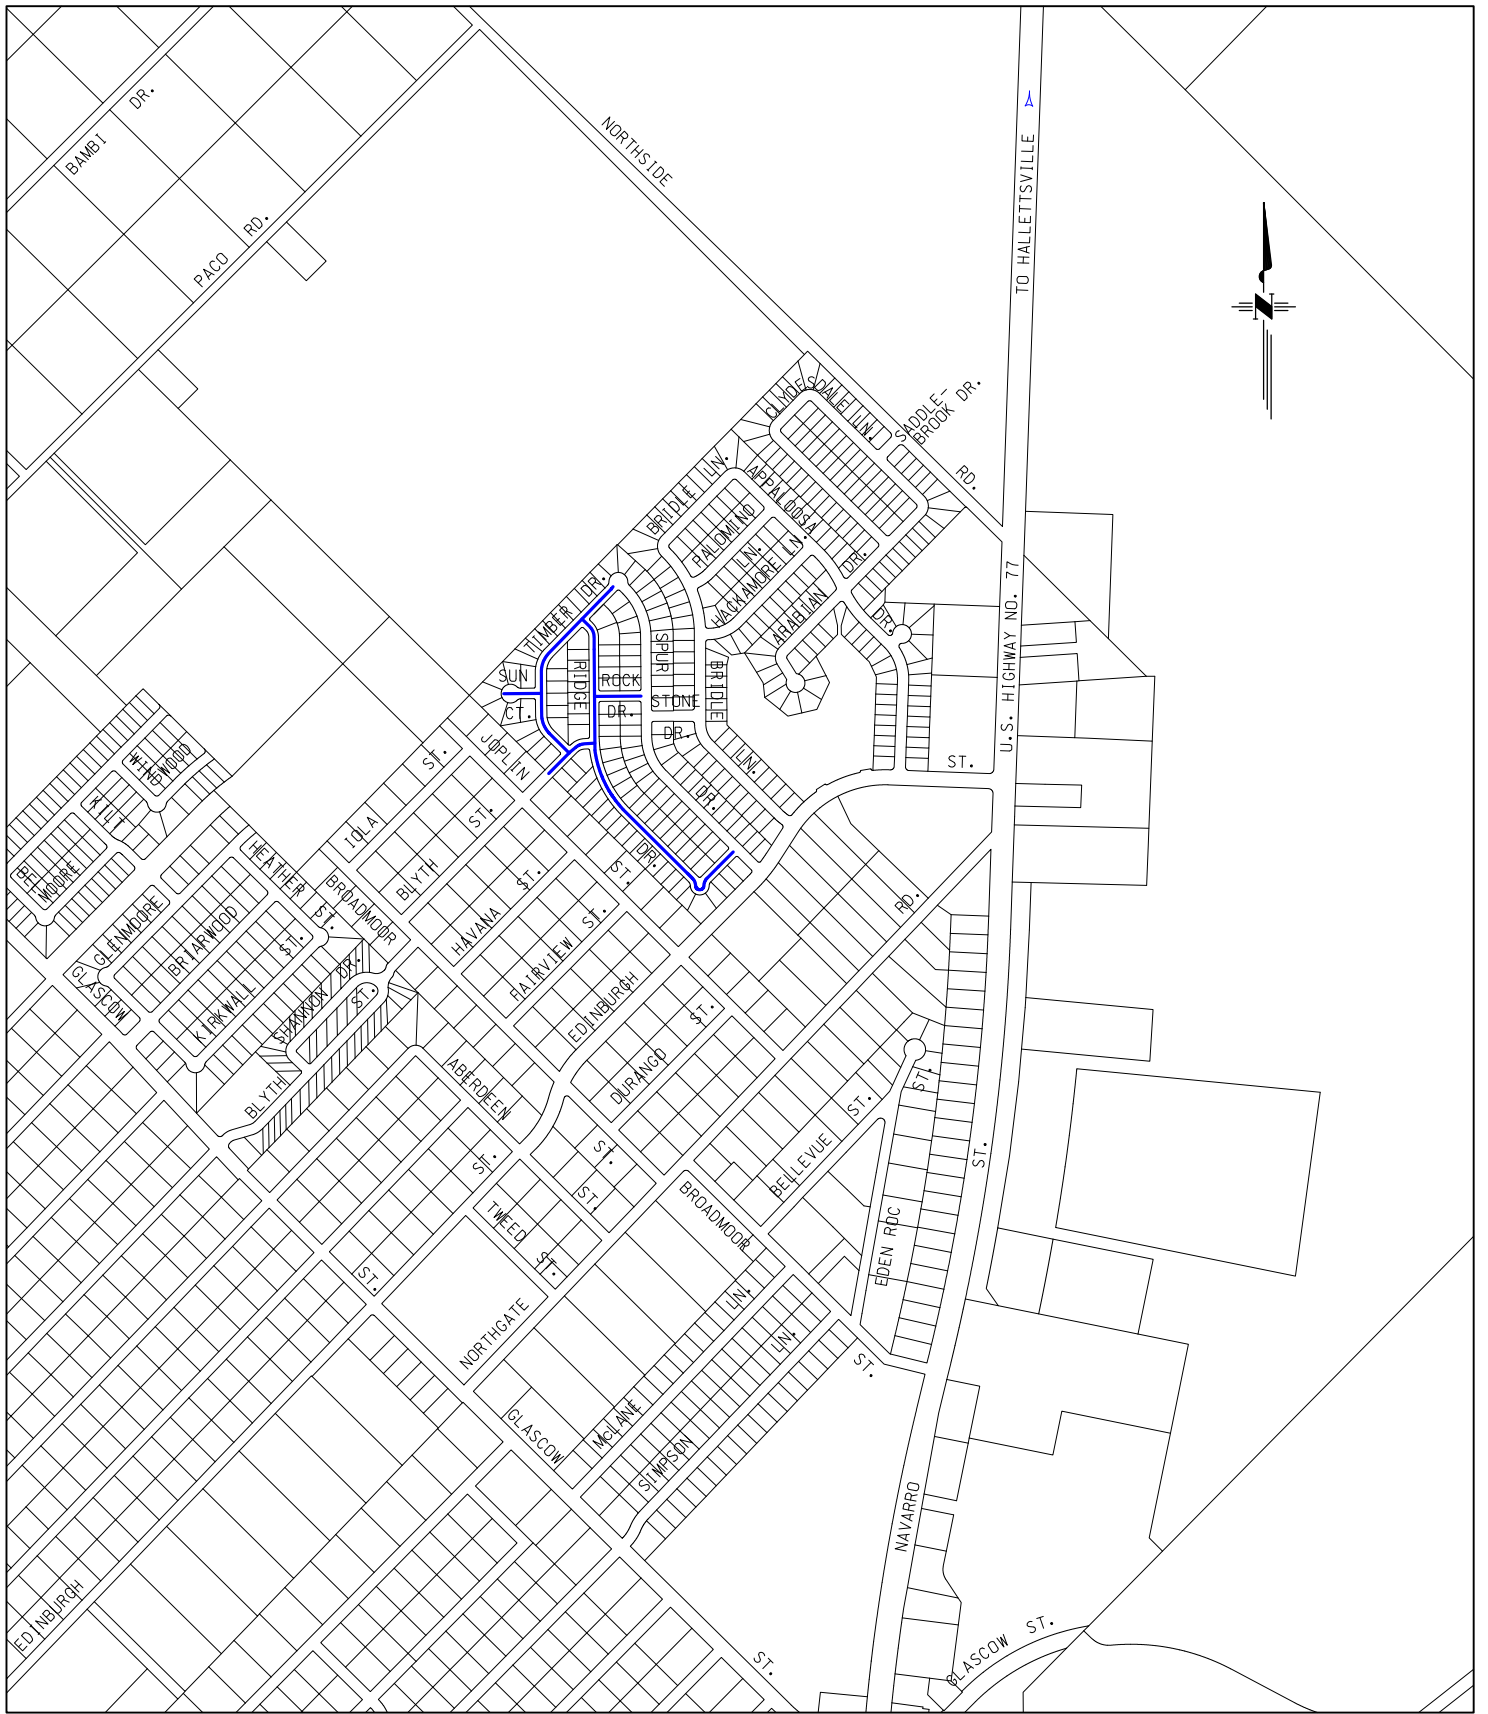 BAMBI DR.
PACO RD.
NORTHSIDE
RD.
TO HALLETTSVILLE
N
CLYDESDALE LN.
SADDLE-
BROOK DR.
BRIDLE LN.
APPALOOSA
DR.
PALOMINO
LN.
HACKAMORE LN.
ARABIAN
DR.
TIMBER DR.
SUN
CT.
RIDGE
ROCK
DR.
SPUR
STONE
DR.
BRIDLE
LN.
DR.
DR.
U.S. HIGHWAY NO. 77
ST.
JOPLIN
ST.
WINDWOOD
KILT
BELMOORE
IOLA ST.
BLYTH ST.
HEATHER
ST.
BROADMOOR
HAVANA ST.
FAIRVIEW ST.
EDINBURGH
RD.
GLENMOORE
GLASCOW
BRIARWOOD
KIRKWALL ST.
SHANNON DR.
BLYTH ST.
DURANGO ST.
ABERDEEN
ST.
ST.
BELLEVUE ST.
ST.
EDEN ROC
ST.
BROADMOOR
ST.
TWEED ST.
ST.
ST.
NORTHGATE
McLANE LN.
SIMPSON LN.
GLASCOW
ST.
NAVARRO
EDINBURGH
GLASCOW ST.